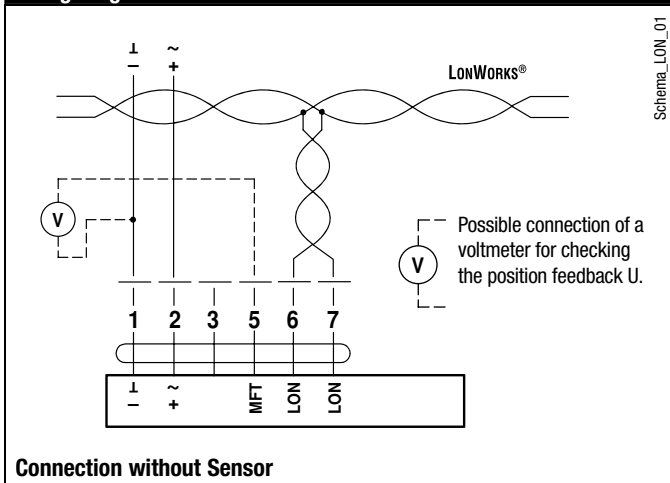 ⊥ ~
– +
LONWORKS®
Schema_LON_01
V
Possible connection of a
voltmeter for checking
the position feedback U.
V
1 2 3 5 6 7
⊥ ~ MFT LON LON
– +
Connection without Sensor